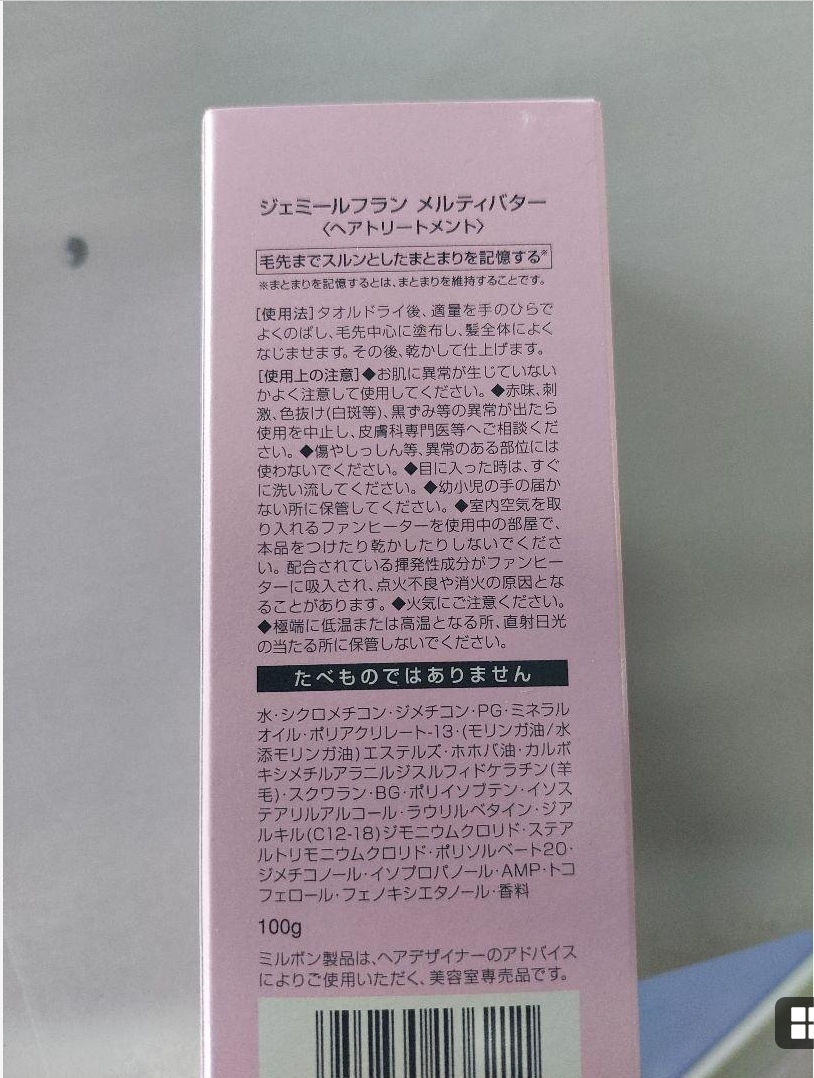 ジェミールフラン メルティバター
〈ヘアトリートメント〉
毛先までスルンとしたまとまりを記憶する※
※まとまりを記憶するとは、まとまりを維持することです。
[使用法]タオルドライ後、適量を手のひらで
よくのばし、毛先中心に塗布し、髪全体によく
なじませます。その後、乾かして仕上げます。
[使用上の注意]◆お肌に異常が生じていない
かよく注意して使用してください。◆赤味、刺
激、色抜け(白斑等)、黒ずみ等の異常が出たら
使用を中止し、皮膚科専門医等へご相談くだ
さい。◆傷やしっしん等、異常のある部位には
使わないでください。◆目に入った時は、すぐ
に洗い流してください。◆幼小児の手の届か
ない所に保管してください。◆室内空気を取
り入れるファンヒーターを使用中の部屋で、
本品をつけたり乾かしたりしないでくださ
い。配合されている揮発性成分がファンヒー
ターに吸入され、点火不良や消火の原因とな
ることがあります。◆火気にご注意ください。
◆極端に低温または高温となる所、直射日光
の当たる所に保管しないでください。
たべものではありません
水・シクロメチコン・ジメチコン・PG・ミネラル
オイル・ポリアクリレート-13・(モリンガ油/水
添モリンガ油)エステルズ・ホホバ油・カルボ
キシメチルアラニルジスルフィドケラチン(羊
毛)・スクワラン・BG・ポリイソブテン・イソス
テアリルアルコール・ラウリルベタイン・ジア
ルキル(C12-18)ジモニウムクロリド・ステア
ルトリモニウムクロリド・ポリソルベート20・
ジメチコノール・イソプロパノール・AMP・トコ
フェロール・フェノキシエタノール・香料
100g
ミルボン製品は、ヘアデザイナーのアドバイス
によりご使用いただく、美容室専売品です。